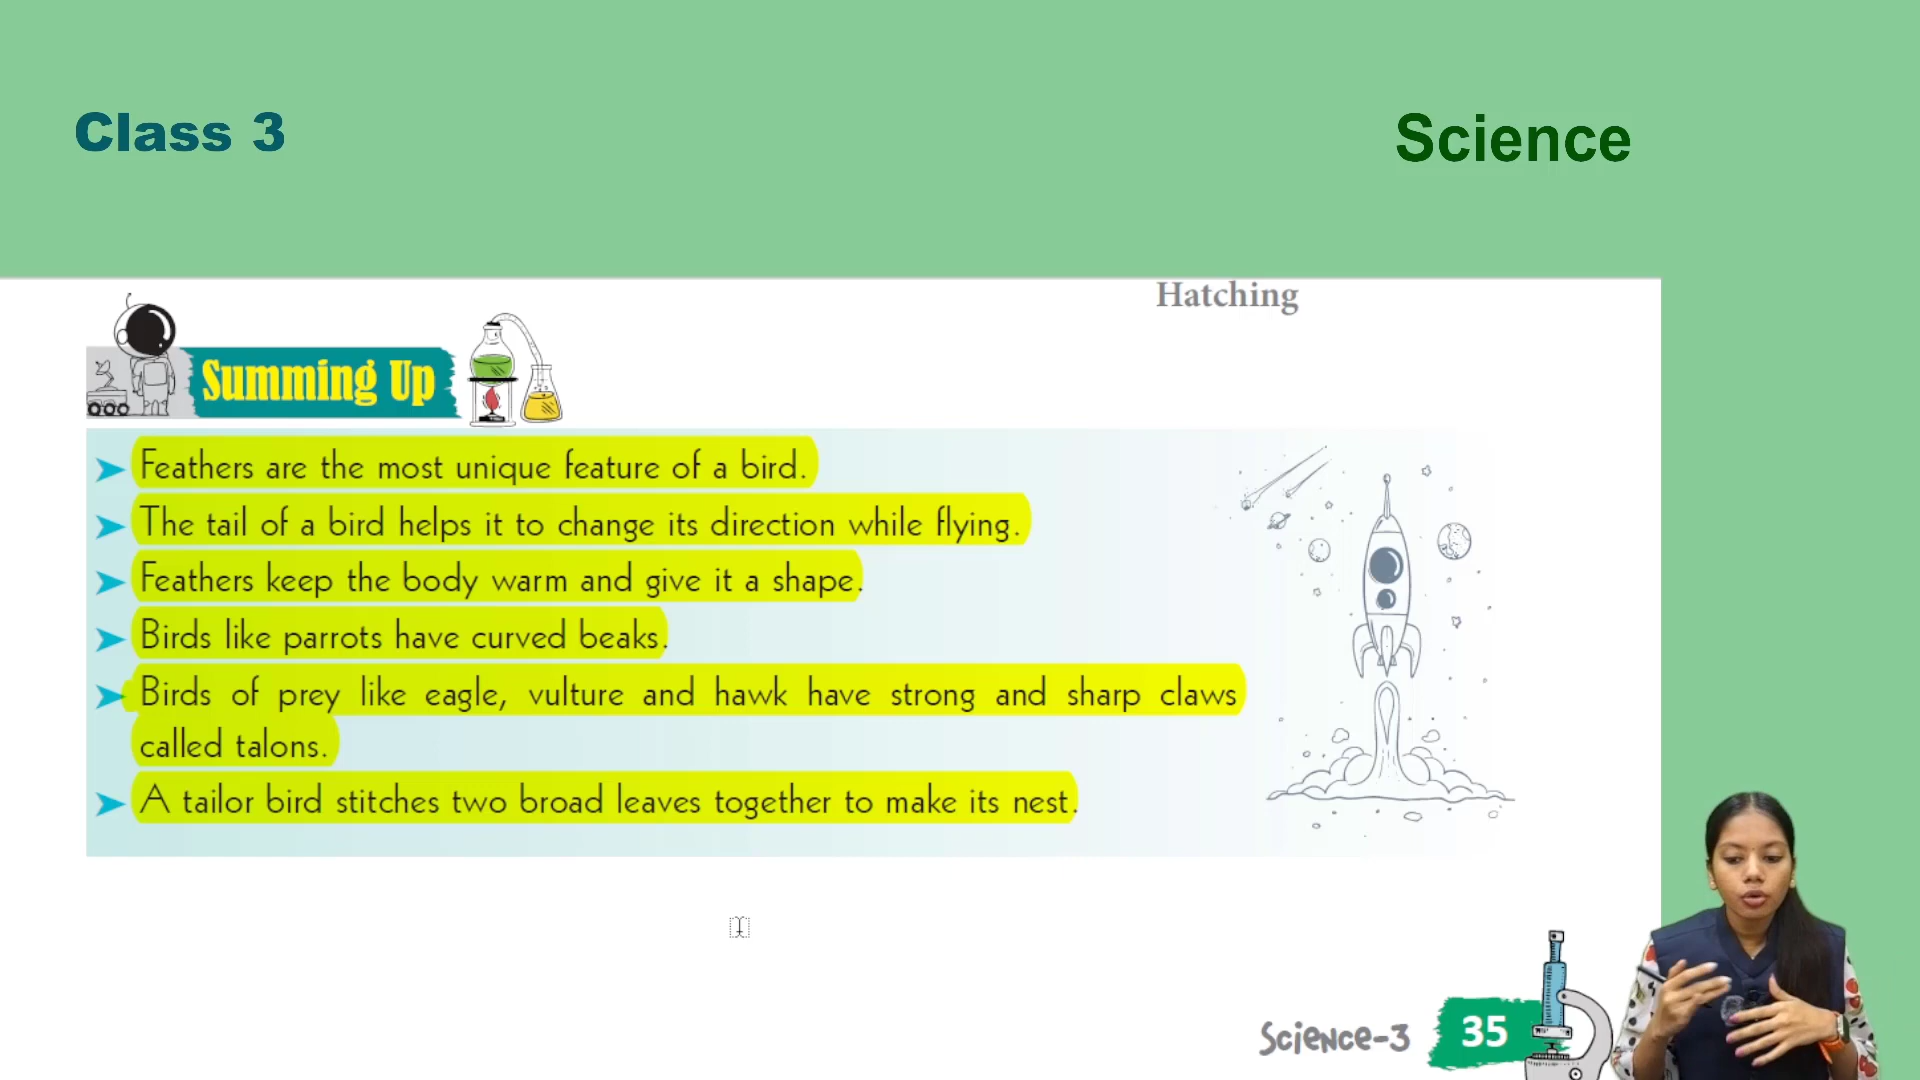 Class 3
Science
Hatching
Summing Up
Feathers are the most unique feature of a bird.
The tail of a bird helps it to change its direction while flying.
Feathers keep the body warm and give it a shape.
Birds like parrots have curved beaks.
Birds of prey like eagle, vulture and hawk have strong and sharp claws
called talons.
A tailor bird stitches two broad leaves together to make its nest.
Science-3
35